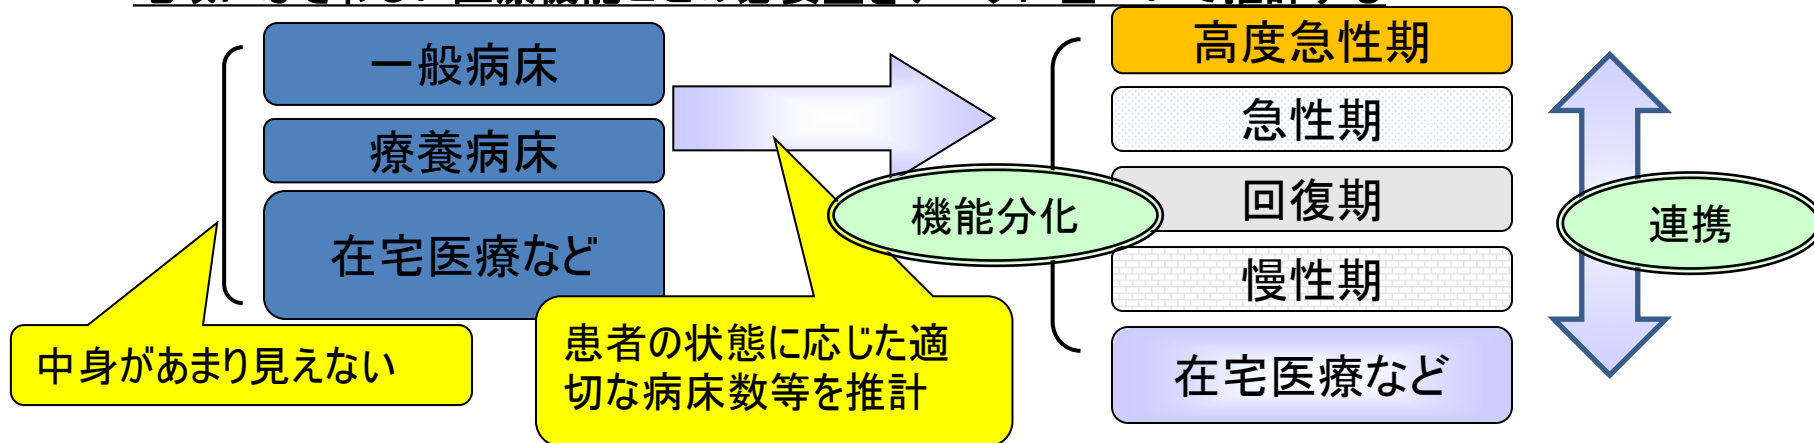 一般病床
療養病床
在宅医療など
中身があまり見えない
患者の状態に応じた適
切な病床数等を推計
機能分化
高度急性期
急性期
回復期
慢性期
在宅医療など
連携